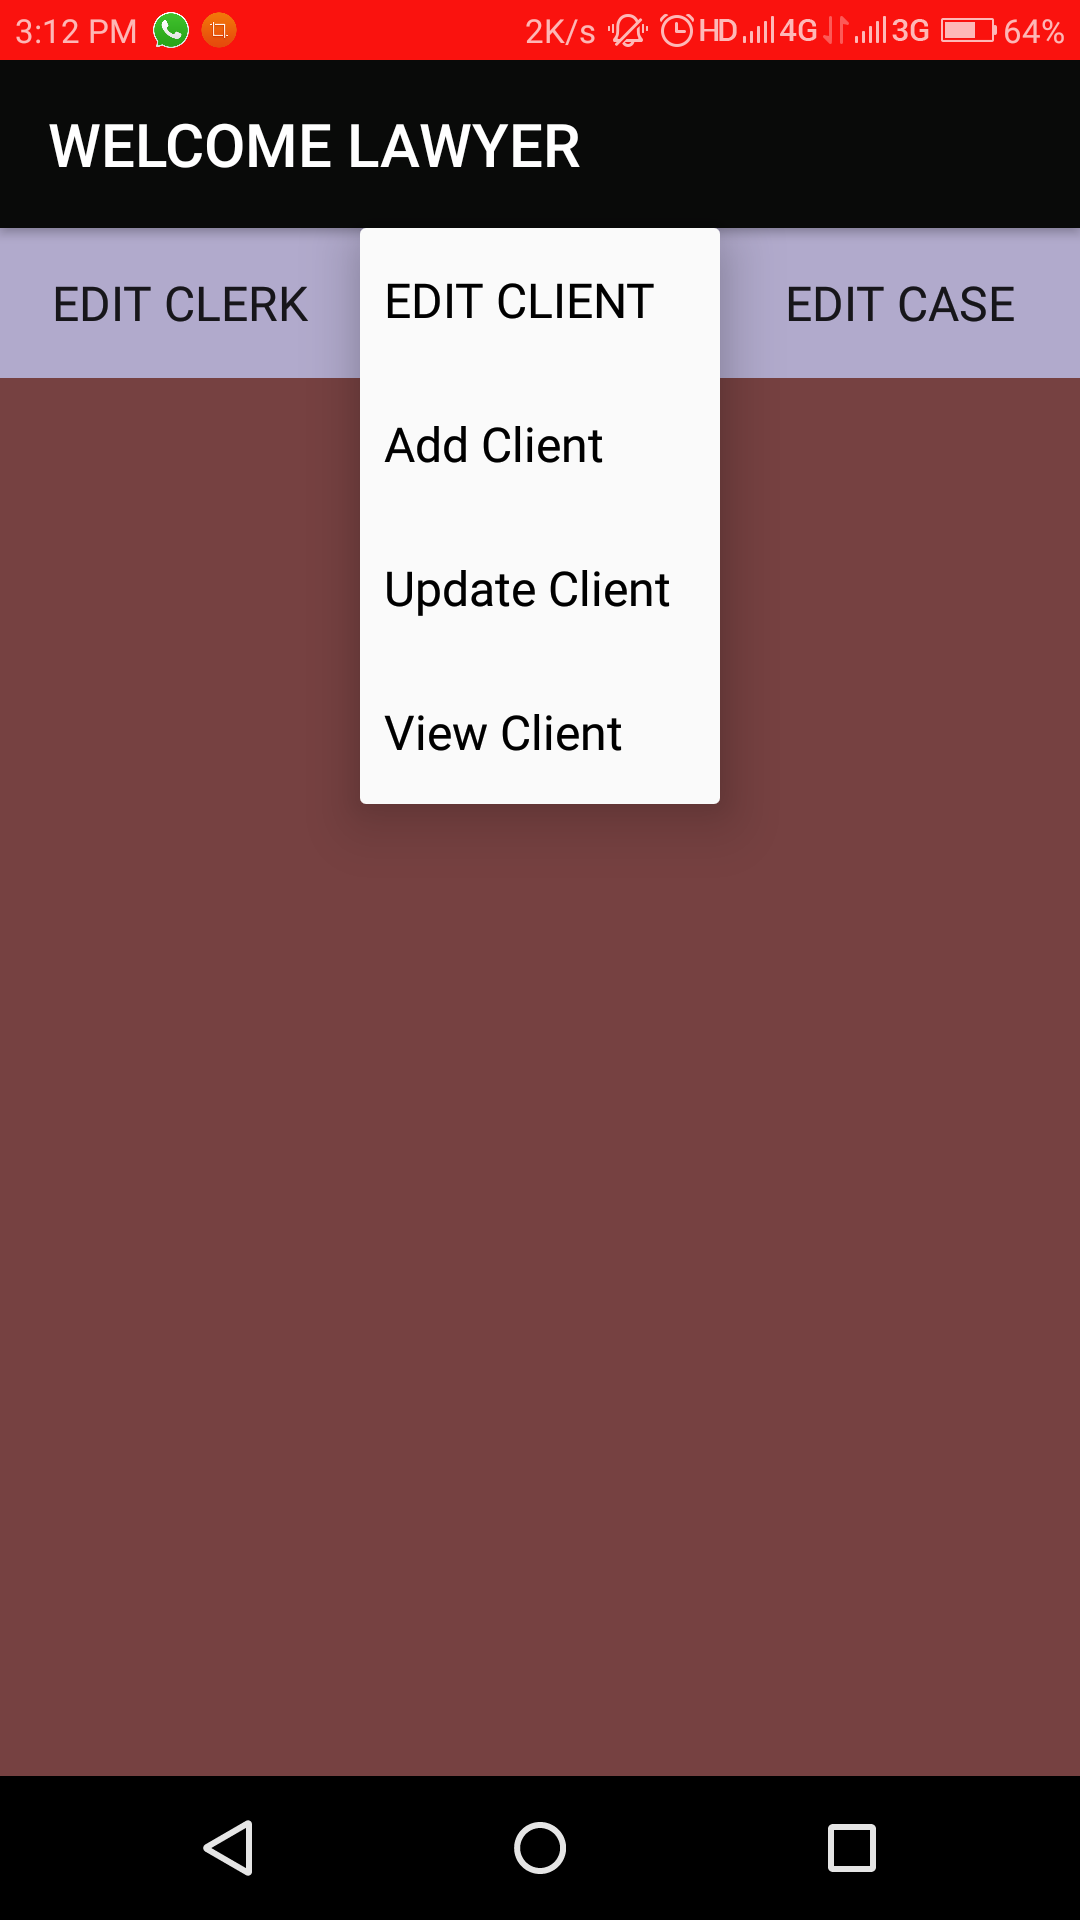 3:12 PM 2K/s HD 4G 3G 64%
WELCOME LAWYER
EDIT CLERK EDIT CLIENT EDIT CASE
Add Client
Update Client
View Client